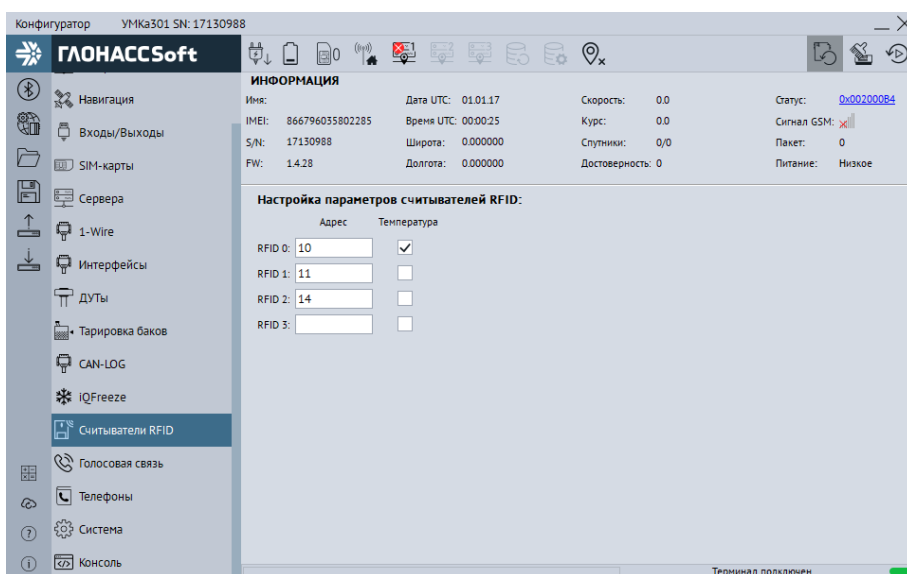 Конфигуратор УМКа301 SN: 17130988
ГЛОНАССSoft
0
1
2
3
Навигация
Входы/Выходы
SIM-карты
Сервера
1-Wire
Интерфейсы
ДУТы
Тарировка баков
CAN-LOG
iQFreeze
Считыватели RFID
Голосовая связь
Телефоны
Система
Консоль
ИНФОРМАЦИЯ
Имя: Дата UTC: 01.01.17 Скорость: 0.0 Статус: 0x002000B4
IMEI: 866796035802285 Время UTC: 00:00:25 Курс: 0.0 Сигнал GSM:
S/N: 17130988 Широта: 0.000000 Спутники: 0/0 Пакет: 0
FW: 1.4.28 Долгота: 0.000000 Достоверность: 0 Питание: Низкое
Настройка параметров считывателей RFID:
Адрес Температура
RFID 0: 10
RFID 1: 11
RFID 2: 14
RFID 3:
Терминал подключен